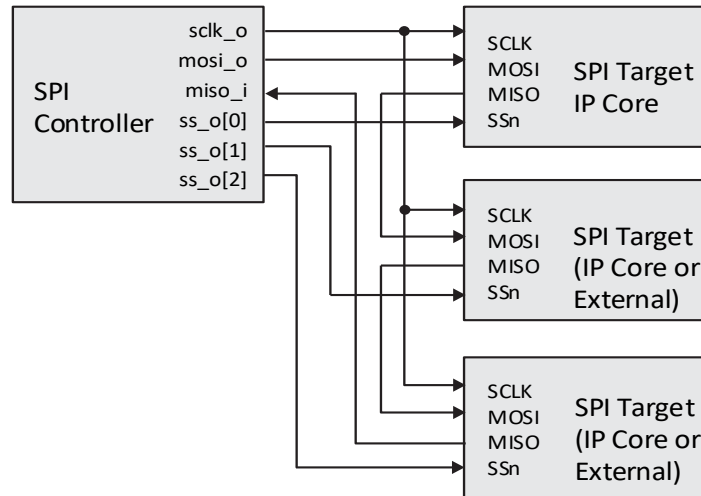 SPI
Controller
sclk_o
mosi_o
miso_i
ss_o[0]
ss_o[1]
ss_o[2]
SCLK
MOSI
MISO
SSn
SPI Target
IP Core
SCLK
MOSI
MISO
SSn
SPI Target
(IP Core or
External)
SCLK
MOSI
MISO
SSn
SPI Target
(IP Core or
External)